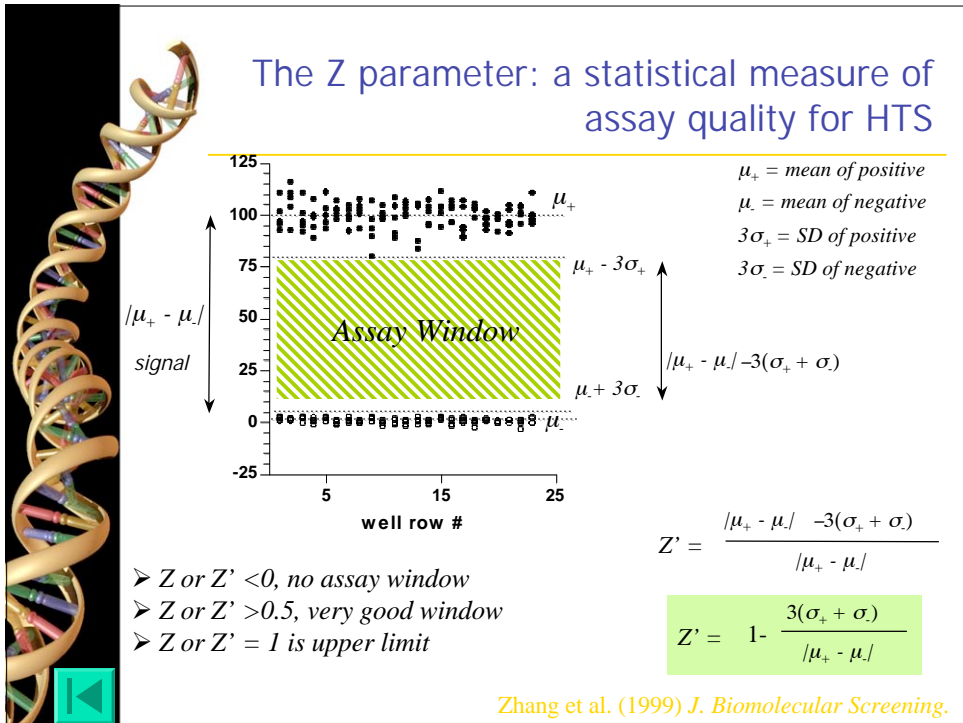 The Z parameter: a statistical measure of
assay quality for HTS
125
100
75
50
25
0
-25
5
15
25
well row #
μ+
μ+ - 3σ+
Assay Window
μ-+ 3σ-
μ-
/μ+ - μ-/
signal
/μ+ - μ-/ –3(σ+ + σ-)
μ+ = mean of positive
μ- = mean of negative
3σ+ = SD of positive
3σ- = SD of negative
➢ Z or Z' <0, no assay window
➢ Z or Z' >0.5, very good window
➢ Z or Z' = 1 is upper limit
Z' = /μ+ - μ-/ –3(σ+ + σ-)
/μ+ - μ-/
Z' = 1- 3(σ+ + σ-)
/μ+ - μ-/
Zhang et al. (1999) J. Biomolecular Screening.